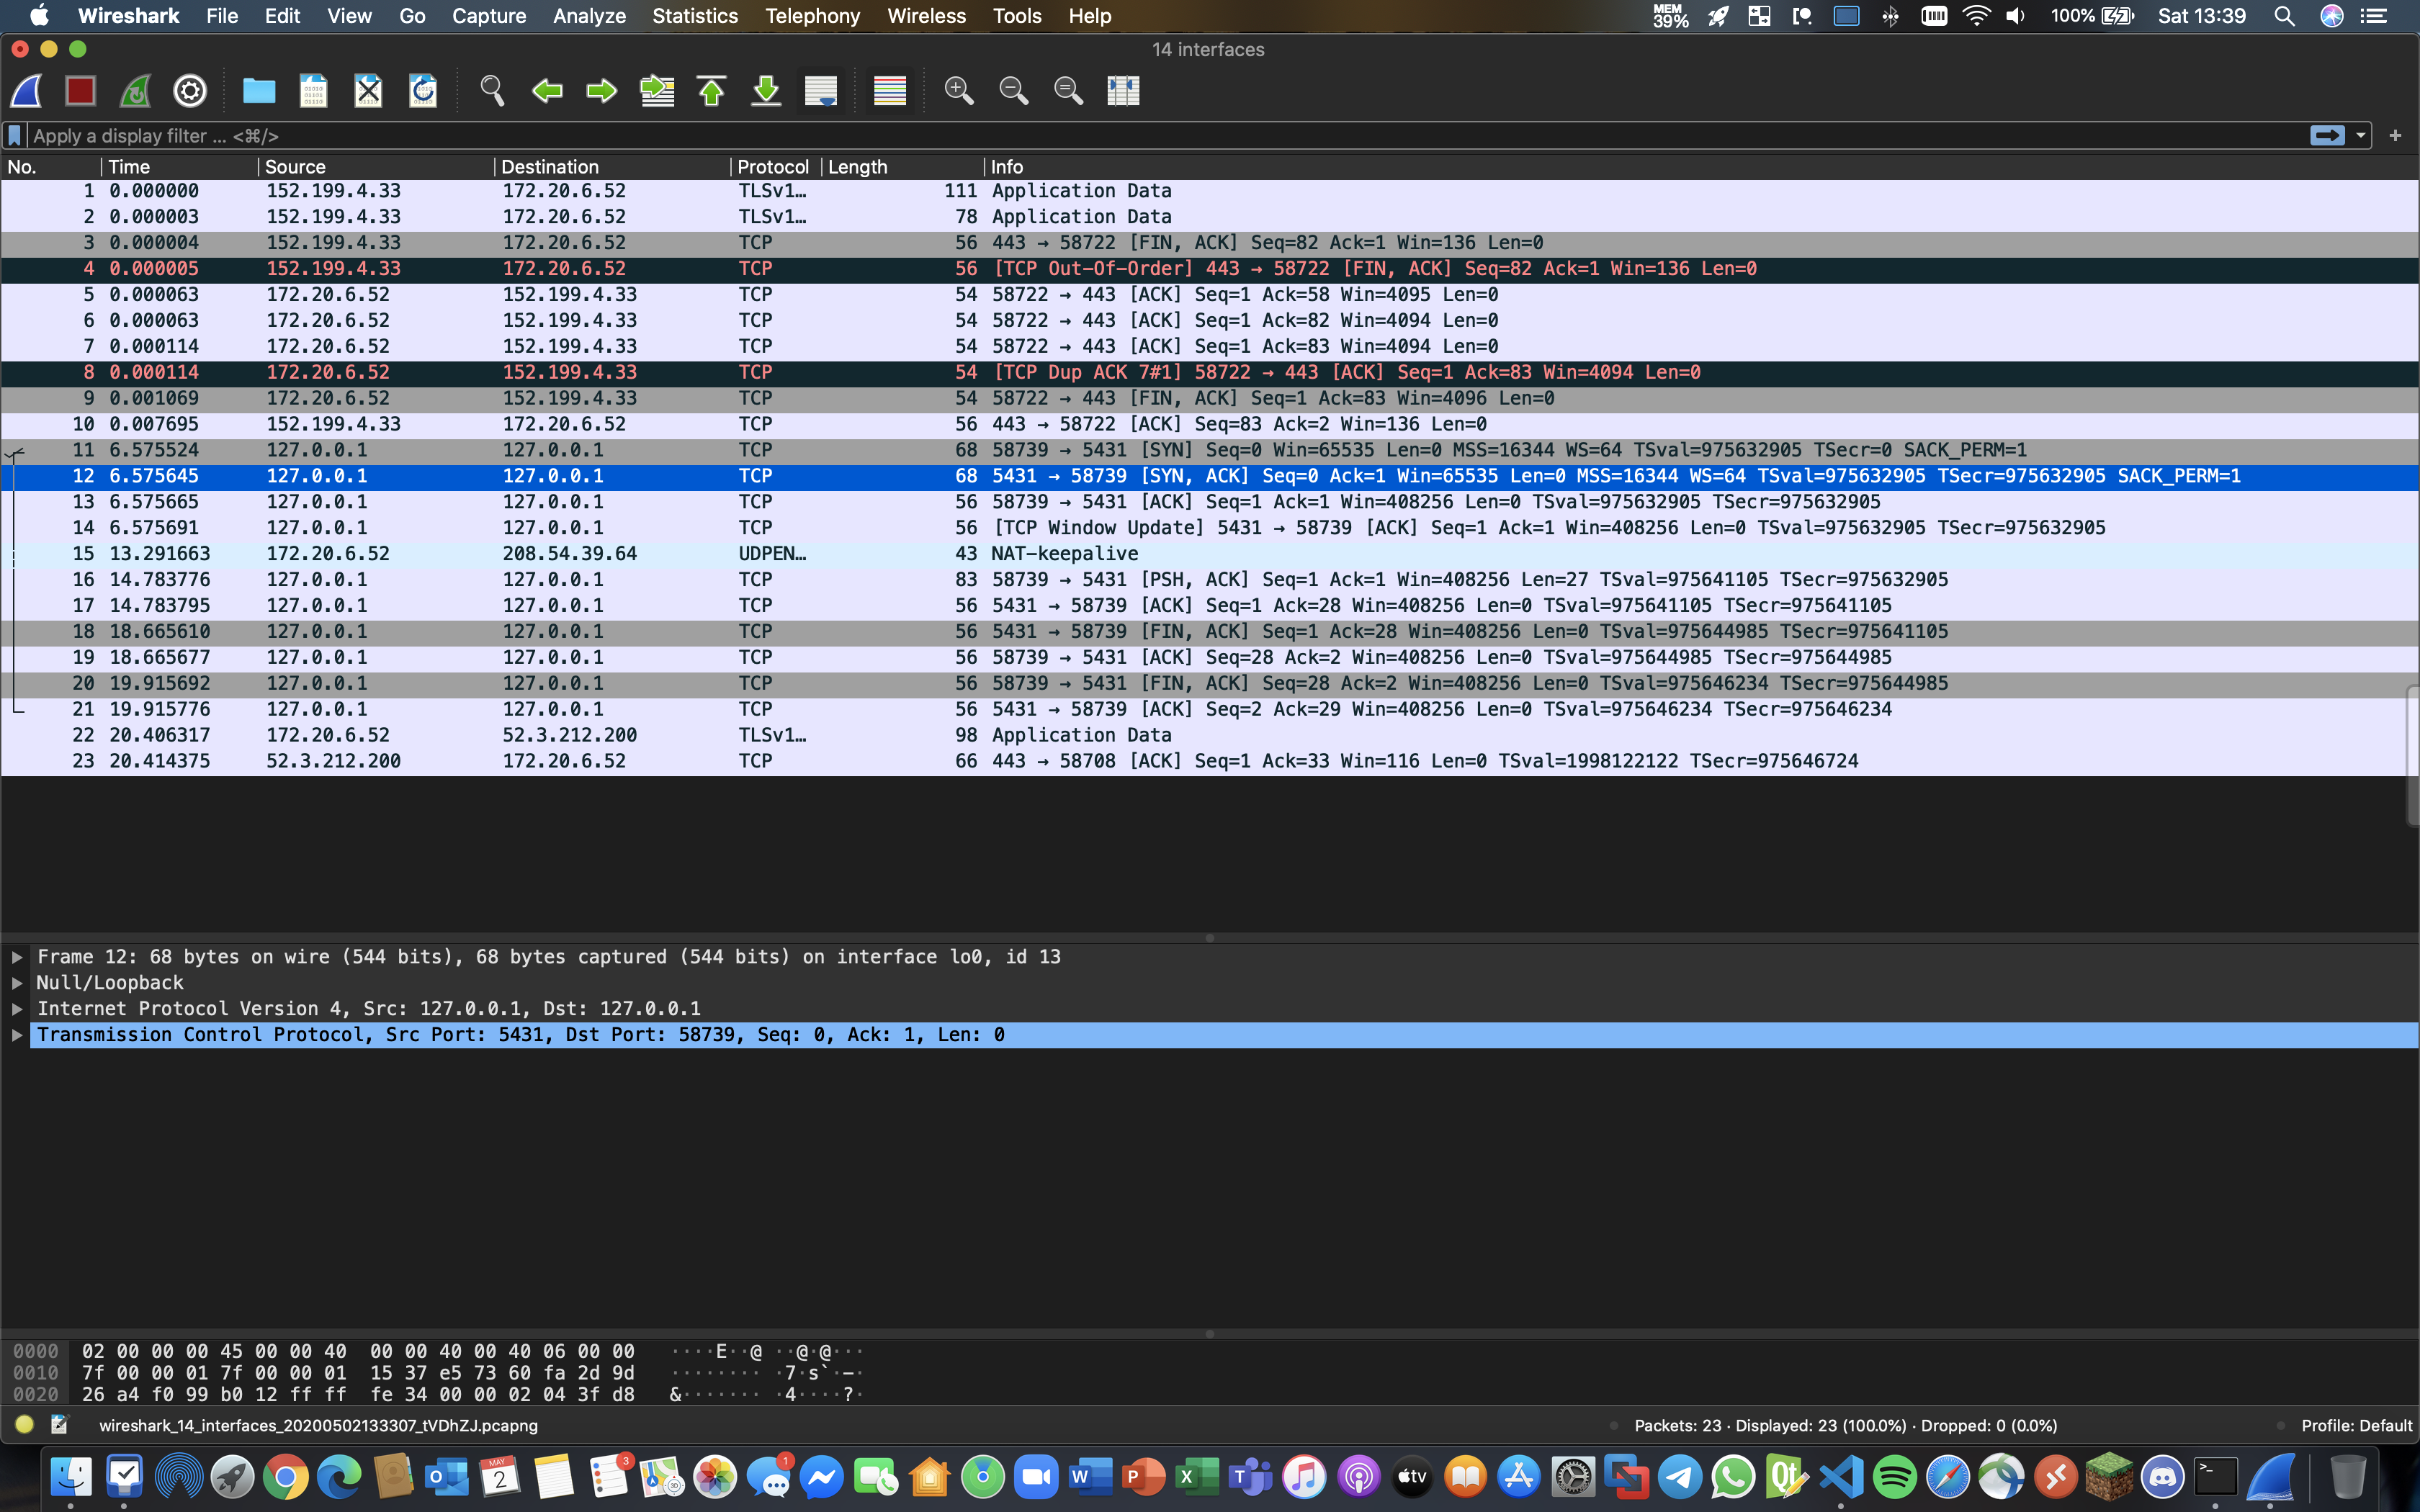 Wireshark File Edit View Go Capture Analyze Statistics Telephony Wireless Tools Help MEM 39% 100% Sat 13:39
14 interfaces
Apply a display filter ... <⌘/>
No. Time Source Destination Protocol Length Info
1 0.000000 152.199.4.33 172.20.6.52 TLSv1… 111 Application Data
2 0.000003 152.199.4.33 172.20.6.52 TLSv1… 78 Application Data
3 0.000004 152.199.4.33 172.20.6.52 TCP 56 443 → 58722 [FIN, ACK] Seq=82 Ack=1 Win=136 Len=0
4 0.000005 152.199.4.33 172.20.6.52 TCP 56 [TCP Out-Of-Order] 443 → 58722 [FIN, ACK] Seq=82 Ack=1 Win=136 Len=0
5 0.000063 172.20.6.52 152.199.4.33 TCP 54 58722 → 443 [ACK] Seq=1 Ack=58 Win=4095 Len=0
6 0.000063 172.20.6.52 152.199.4.33 TCP 54 58722 → 443 [ACK] Seq=1 Ack=82 Win=4094 Len=0
7 0.000114 172.20.6.52 152.199.4.33 TCP 54 58722 → 443 [ACK] Seq=1 Ack=83 Win=4094 Len=0
8 0.000114 172.20.6.52 152.199.4.33 TCP 54 [TCP Dup ACK 7#1] 58722 → 443 [ACK] Seq=1 Ack=83 Win=4094 Len=0
9 0.001069 172.20.6.52 152.199.4.33 TCP 54 58722 → 443 [FIN, ACK] Seq=1 Ack=83 Win=4096 Len=0
10 0.007695 152.199.4.33 172.20.6.52 TCP 56 443 → 58722 [ACK] Seq=83 Ack=2 Win=136 Len=0
11 6.575524 127.0.0.1 127.0.0.1 TCP 68 58739 → 5431 [SYN] Seq=0 Win=65535 Len=0 MSS=16344 WS=64 TSval=975632905 TSecr=0 SACK_PERM=1
12 6.575645 127.0.0.1 127.0.0.1 TCP 68 5431 → 58739 [SYN, ACK] Seq=0 Ack=1 Win=65535 Len=0 MSS=16344 WS=64 TSval=975632905 TSecr=975632905 SACK_PERM=1
13 6.575665 127.0.0.1 127.0.0.1 TCP 56 58739 → 5431 [ACK] Seq=1 Ack=1 Win=408256 Len=0 TSval=975632905 TSecr=975632905
14 6.575691 127.0.0.1 127.0.0.1 TCP 56 [TCP Window Update] 5431 → 58739 [ACK] Seq=1 Ack=1 Win=408256 Len=0 TSval=975632905 TSecr=975632905
15 13.291663 172.20.6.52 208.54.39.64 UDPEN… 43 NAT-keepalive
16 14.783776 127.0.0.1 127.0.0.1 TCP 83 58739 → 5431 [PSH, ACK] Seq=1 Ack=1 Win=408256 Len=27 TSval=975641105 TSecr=975632905
17 14.783795 127.0.0.1 127.0.0.1 TCP 56 5431 → 58739 [ACK] Seq=1 Ack=28 Win=408256 Len=0 TSval=975641105 TSecr=975641105
18 18.665610 127.0.0.1 127.0.0.1 TCP 56 5431 → 58739 [FIN, ACK] Seq=1 Ack=28 Win=408256 Len=0 TSval=975644985 TSecr=975641105
19 18.665677 127.0.0.1 127.0.0.1 TCP 56 58739 → 5431 [ACK] Seq=28 Ack=2 Win=408256 Len=0 TSval=975644985 TSecr=975644985
20 19.915692 127.0.0.1 127.0.0.1 TCP 56 58739 → 5431 [FIN, ACK] Seq=28 Ack=2 Win=408256 Len=0 TSval=975646234 TSecr=975644985
21 19.915776 127.0.0.1 127.0.0.1 TCP 56 5431 → 58739 [ACK] Seq=2 Ack=29 Win=408256 Len=0 TSval=975646234 TSecr=975646234
22 20.406317 172.20.6.52 52.3.212.200 TLSv1… 98 Application Data
23 20.414375 52.3.212.200 172.20.6.52 TCP 66 443 → 58708 [ACK] Seq=1 Ack=33 Win=116 Len=0 TSval=1998122122 TSecr=975646724
Frame 12: 68 bytes on wire (544 bits), 68 bytes captured (544 bits) on interface lo0, id 13
Null/Loopback
Internet Protocol Version 4, Src: 127.0.0.1, Dst: 127.0.0.1
Transmission Control Protocol, Src Port: 5431, Dst Port: 58739, Seq: 0, Ack: 1, Len: 0
0000 02 00 00 00 45 00 00 40 00 00 40 00 40 06 00 00 ····E··@ ··@·@···
0010 7f 00 00 01 7f 00 00 01 15 37 e5 73 60 fa 2d 9d ········ ·7·s`·-·
0020 26 a4 f0 99 b0 12 ff ff fe 34 00 00 02 04 3f d8 &······· ·4····?·
wireshark_14_interfaces_20200502133307_tVDhZJ.pcapng Packets: 23 · Displayed: 23 (100.0%) · Dropped: 0 (0.0%) Profile: Default
MAY 2 3 1 tv